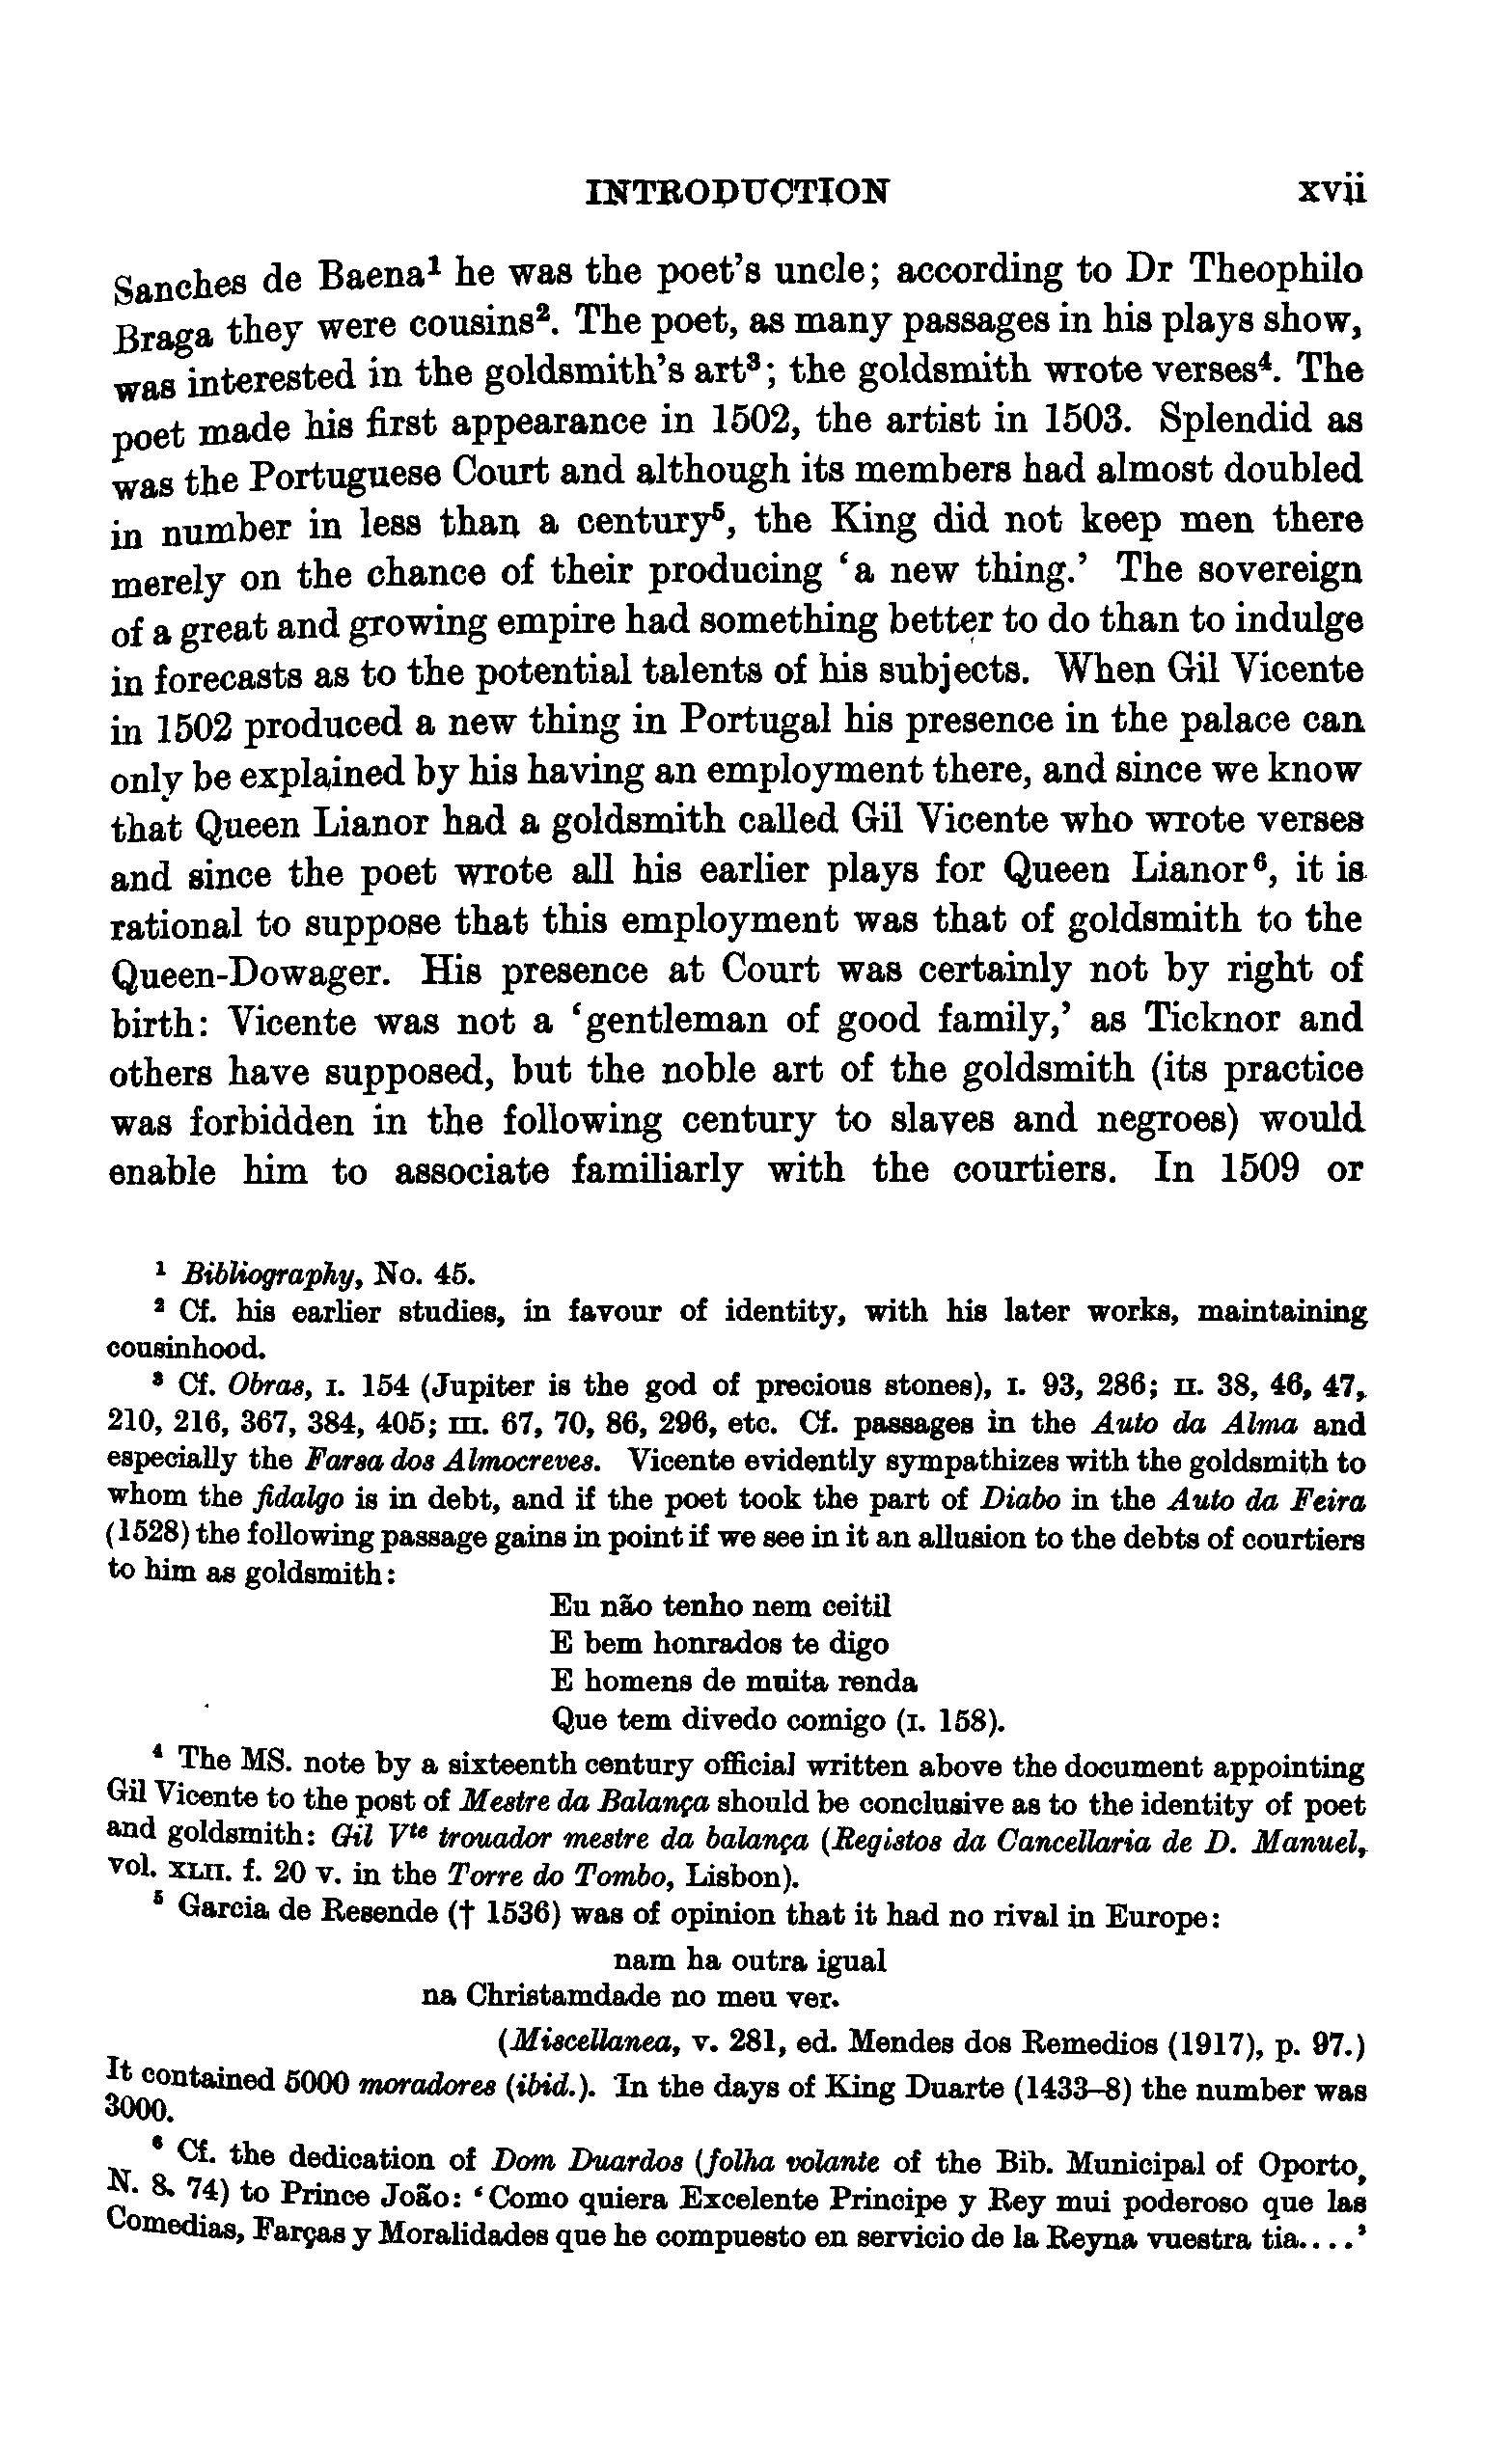 INTRODUCTION xvii
Sanches de Baena¹ he was the poet's uncle; according to Dr Theophilo
Braga they were cousins². The poet, as many passages in his plays show,
was interested in the goldsmith's art³; the goldsmith wrote verses⁴. The
poet made his first appearance in 1502, the artist in 1503. Splendid as
was the Portuguese Court and although its members had almost doubled
in number in less than a century⁵, the King did not keep men there
merely on the chance of their producing 'a new thing.' The sovereign
of a great and growing empire had something better to do than to indulge
in forecasts as to the potential talents of his subjects. When Gil Vicente
in 1502 produced a new thing in Portugal his presence in the palace can
only be explained by his having an employment there, and since we know
that Queen Lianor had a goldsmith called Gil Vicente who wrote verses
and since the poet wrote all his earlier plays for Queen Lianor⁶, it is
rational to suppose that this employment was that of goldsmith to the
Queen-Dowager. His presence at Court was certainly not by right of
birth: Vicente was not a 'gentleman of good family,' as Ticknor and
others have supposed, but the noble art of the goldsmith (its practice
was forbidden in the following century to slaves and negroes) would
enable him to associate familiarly with the courtiers. In 1509 or
¹ Bibliography, No. 45.
² Cf. his earlier studies, in favour of identity, with his later works, maintaining
cousinhood.
³ Cf. Obras, I. 154 (Jupiter is the god of precious stones), I. 93, 286; II. 38, 46, 47,
210, 216, 367, 384, 405; III. 67, 70, 86, 296, etc. Cf. passages in the Auto da Alma and
especially the Farsa dos Almocreves. Vicente evidently sympathizes with the goldsmith to
whom the fidalgo is in debt, and if the poet took the part of Diabo in the Auto da Feira
(1528) the following passage gains in point if we see in it an allusion to the debts of courtiers
to him as goldsmith:
Eu não tenho nem ceitil
E bem honrados te digo
E homens de muita renda
Que tem divedo comigo (I. 158).
⁴ The MS. note by a sixteenth century official written above the document appointing
Gil Vicente to the post of Mestre da Balança should be conclusive as to the identity of poet
and goldsmith: Gil Vᵗᵉ trouador mestre da balança (Registos da Cancellaria de D. Manuel,
vol. XLII. f. 20 v. in the Torre do Tombo, Lisbon).
⁵ Garcia de Resende († 1536) was of opinion that it had no rival in Europe:
nam ha outra igual
na Christamdade no meu ver.
(Miscellanea, v. 281, ed. Mendes dos Remedios (1917), p. 97.)
It contained 5000 moradores (ibid.). In the days of King Duarte (1433–8) the number was
3000.
⁶ Cf. the dedication of Dom Duardos (folha volante of the Bib. Municipal of Oporto,
N. 8. 74) to Prince João: 'Como quiera Excelente Principe y Rey mui poderoso que las
Comedias, Farças y Moralidades que he compuesto en servicio de la Reyna vuestra tia....'